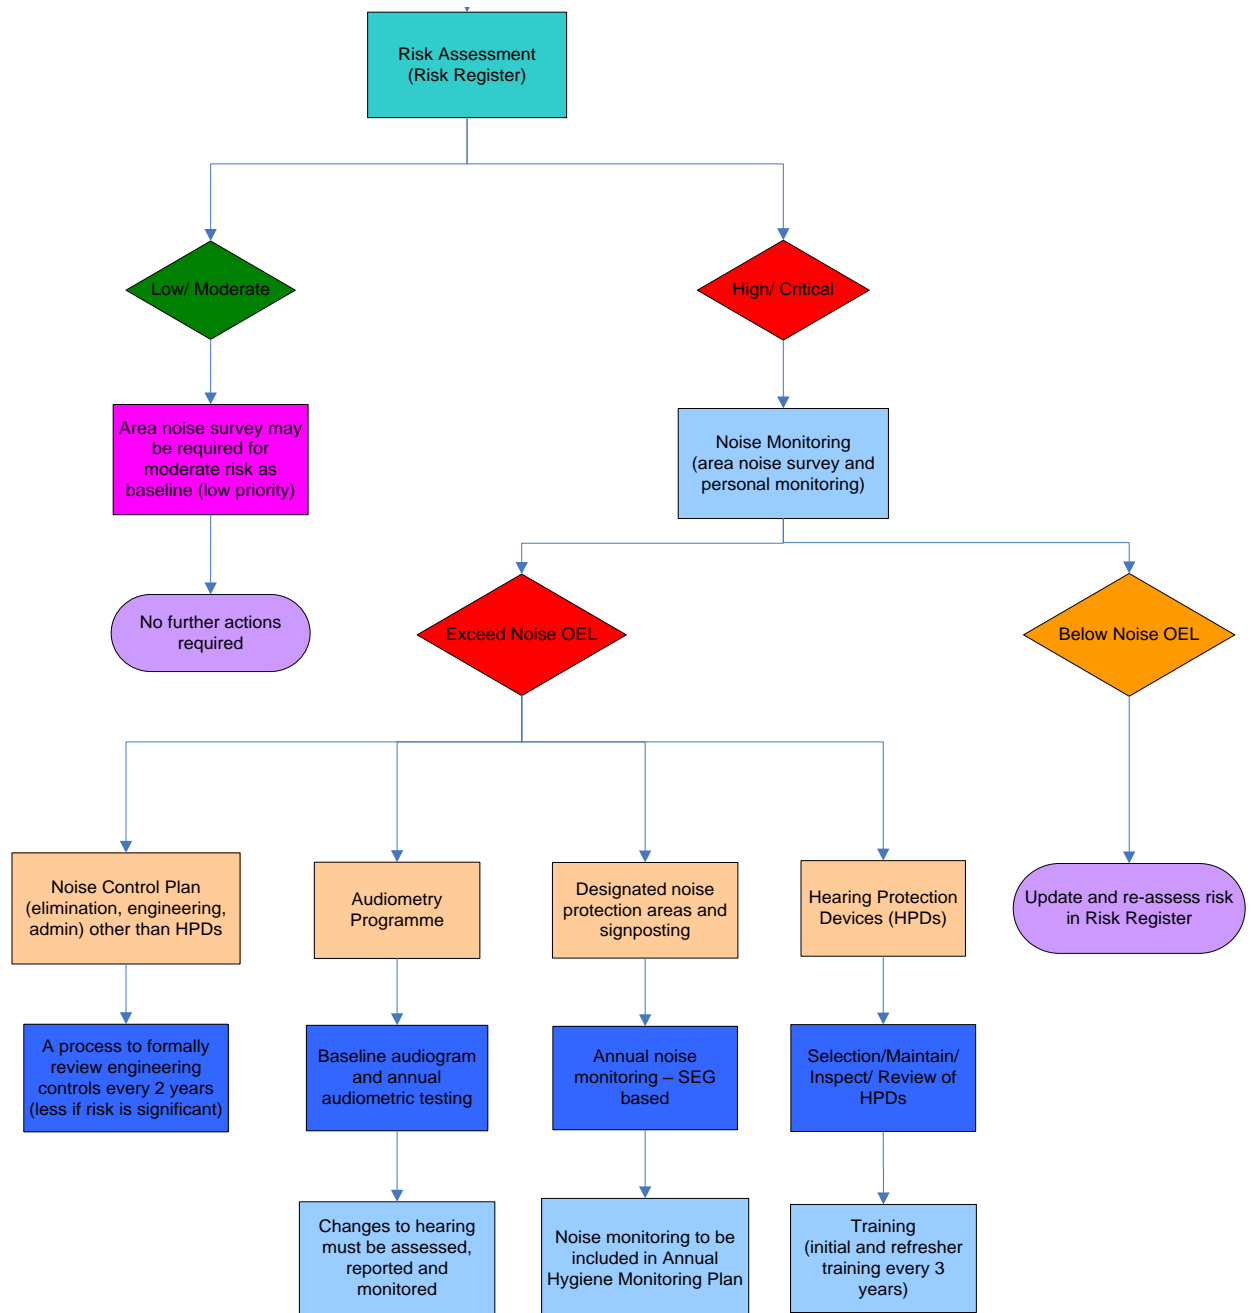 Risk Assessment
(Risk Register)
Low/ Moderate
High/ Critical
Area noise survey may
be required for
moderate risk as
baseline (low priority)
Noise Monitoring
(area noise survey and
personal monitoring)
No further actions
required
Exceed Noise OEL
Below Noise OEL
Noise Control Plan
(elimination, engineering,
admin) other than HPDs
Audiometry
Programme
Designated noise
protection areas and
signposting
Hearing Protection
Devices (HPDs)
Update and re-assess risk
in Risk Register
A process to formally
review engineering
controls every 2 years
(less if risk is significant)
Baseline audiogram
and annual
audiometric testing
Annual noise
monitoring – SEG
based
Selection/Maintain/
Inspect/ Review of
HPDs
Changes to hearing
must be assessed,
reported and
monitored
Noise monitoring to be
included in Annual
Hygiene Monitoring Plan
Training
(initial and refresher
training every 3
years)